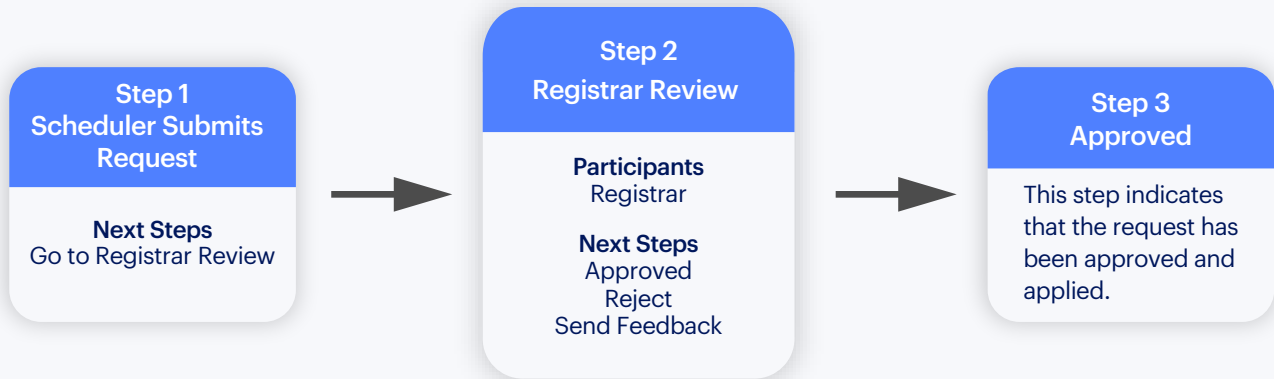 Step 1
Scheduler Submits
Request
Next Steps
Go to Registrar Review
Step 2
Registrar Review
Participants
Registrar
Next Steps
Approved
Reject
Send Feedback
Step 3
Approved
This step indicates
that the request has
been approved and
applied.